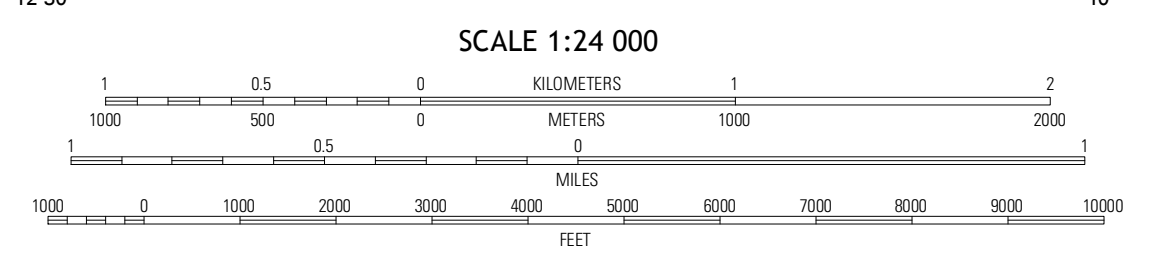 SCALE 1:24 000
1 0.5 0 KILOMETERS 1 2
1000 500 0 METERS 1000 2000
1 0.5 0 1
MILES
1000 0 1000 2000 3000 4000 5000 6000 7000 8000 9000 10000
FEET